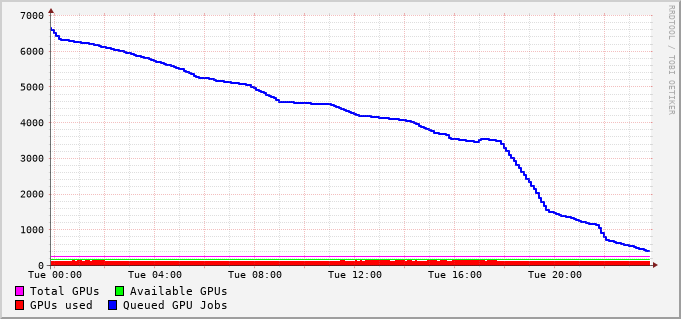 7000
6000
5000
4000
3000
2000
1000
0
Tue 00:00 Tue 04:00 Tue 08:00 Tue 12:00 Tue 16:00 Tue 20:00
Total GPUs Available GPUs
GPUs used Queued GPU Jobs
RRDTOOL / TOBI OETIKER